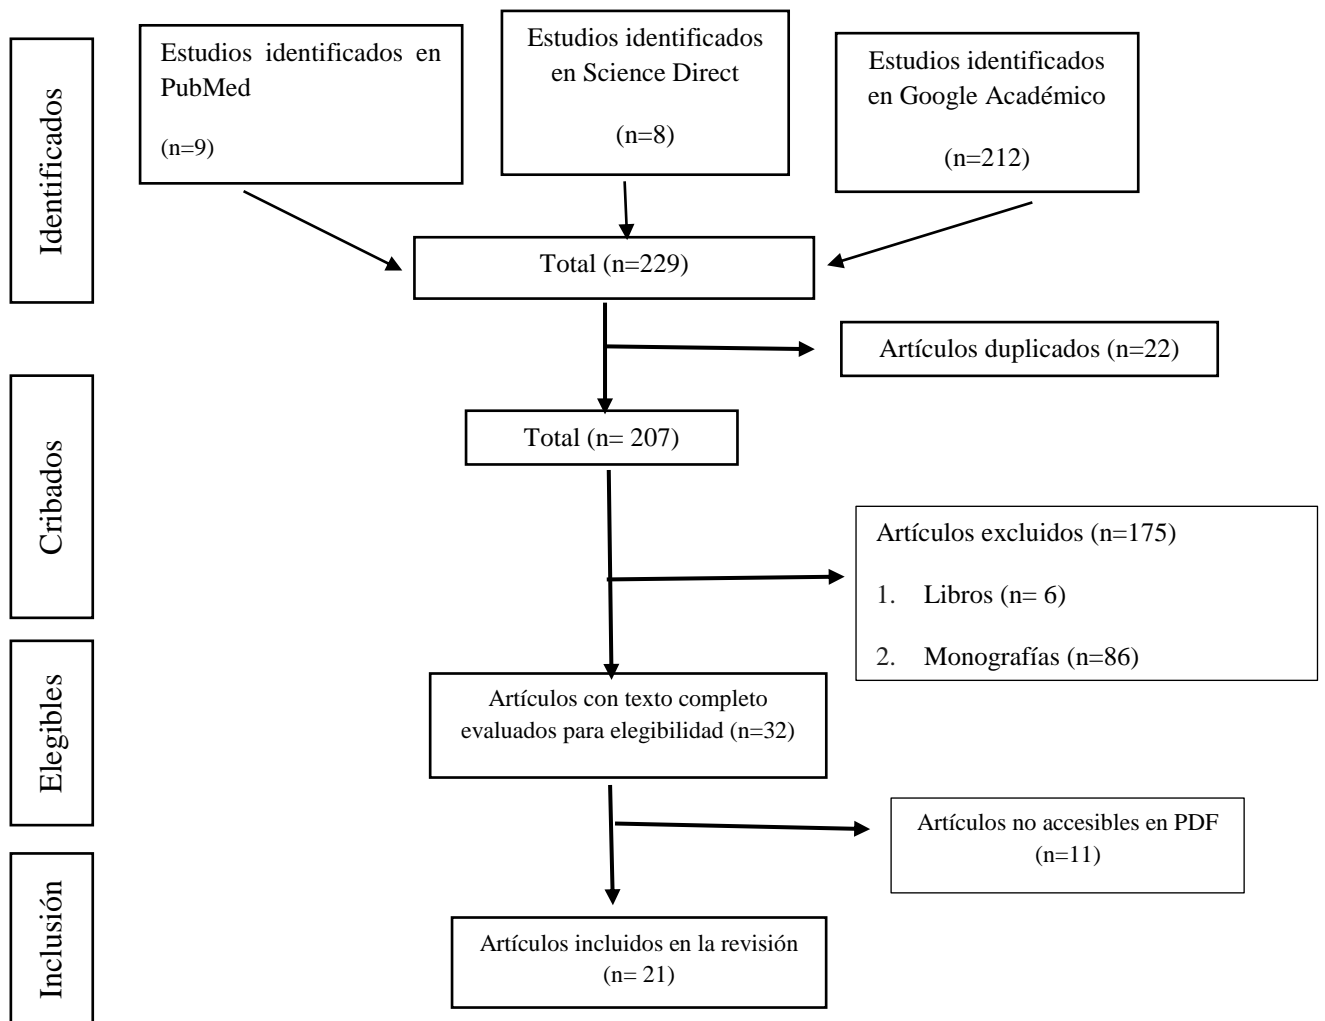 Identificados
Estudios identificados en
PubMed
(n=9)
Estudios identificados
en Science Direct
(n=8)
Estudios identificados
en Google Académico
(n=212)
Total (n=229)
Artículos duplicados (n=22)
Cribados
Total (n= 207)
Artículos excluidos (n=175)
1. Libros (n= 6)
2. Monografías (n=86)
Elegibles
Artículos con texto completo
evaluados para elegibilidad (n=32)
Artículos no accesibles en PDF
(n=11)
Inclusión
Artículos incluidos en la revisión
(n= 21)